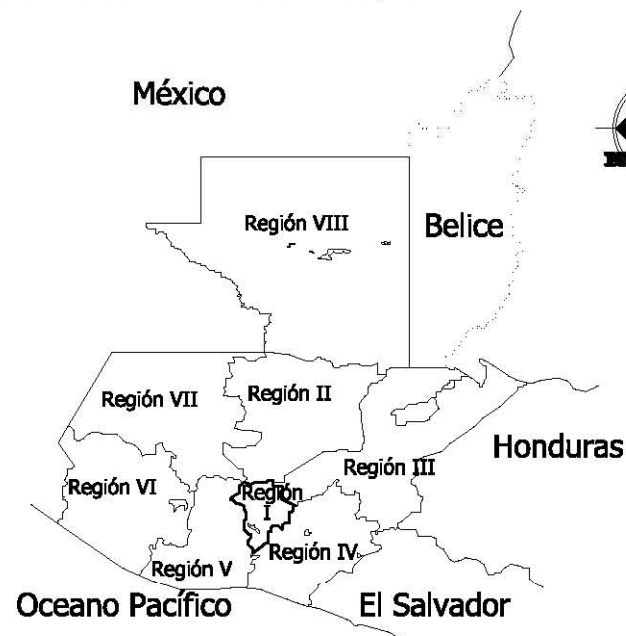 México
Región VIII
Belice
Región VII
Región II
Honduras
Región III
Región VI
Región
I
Región IV
Región V
Oceano Pacífico
El Salvador